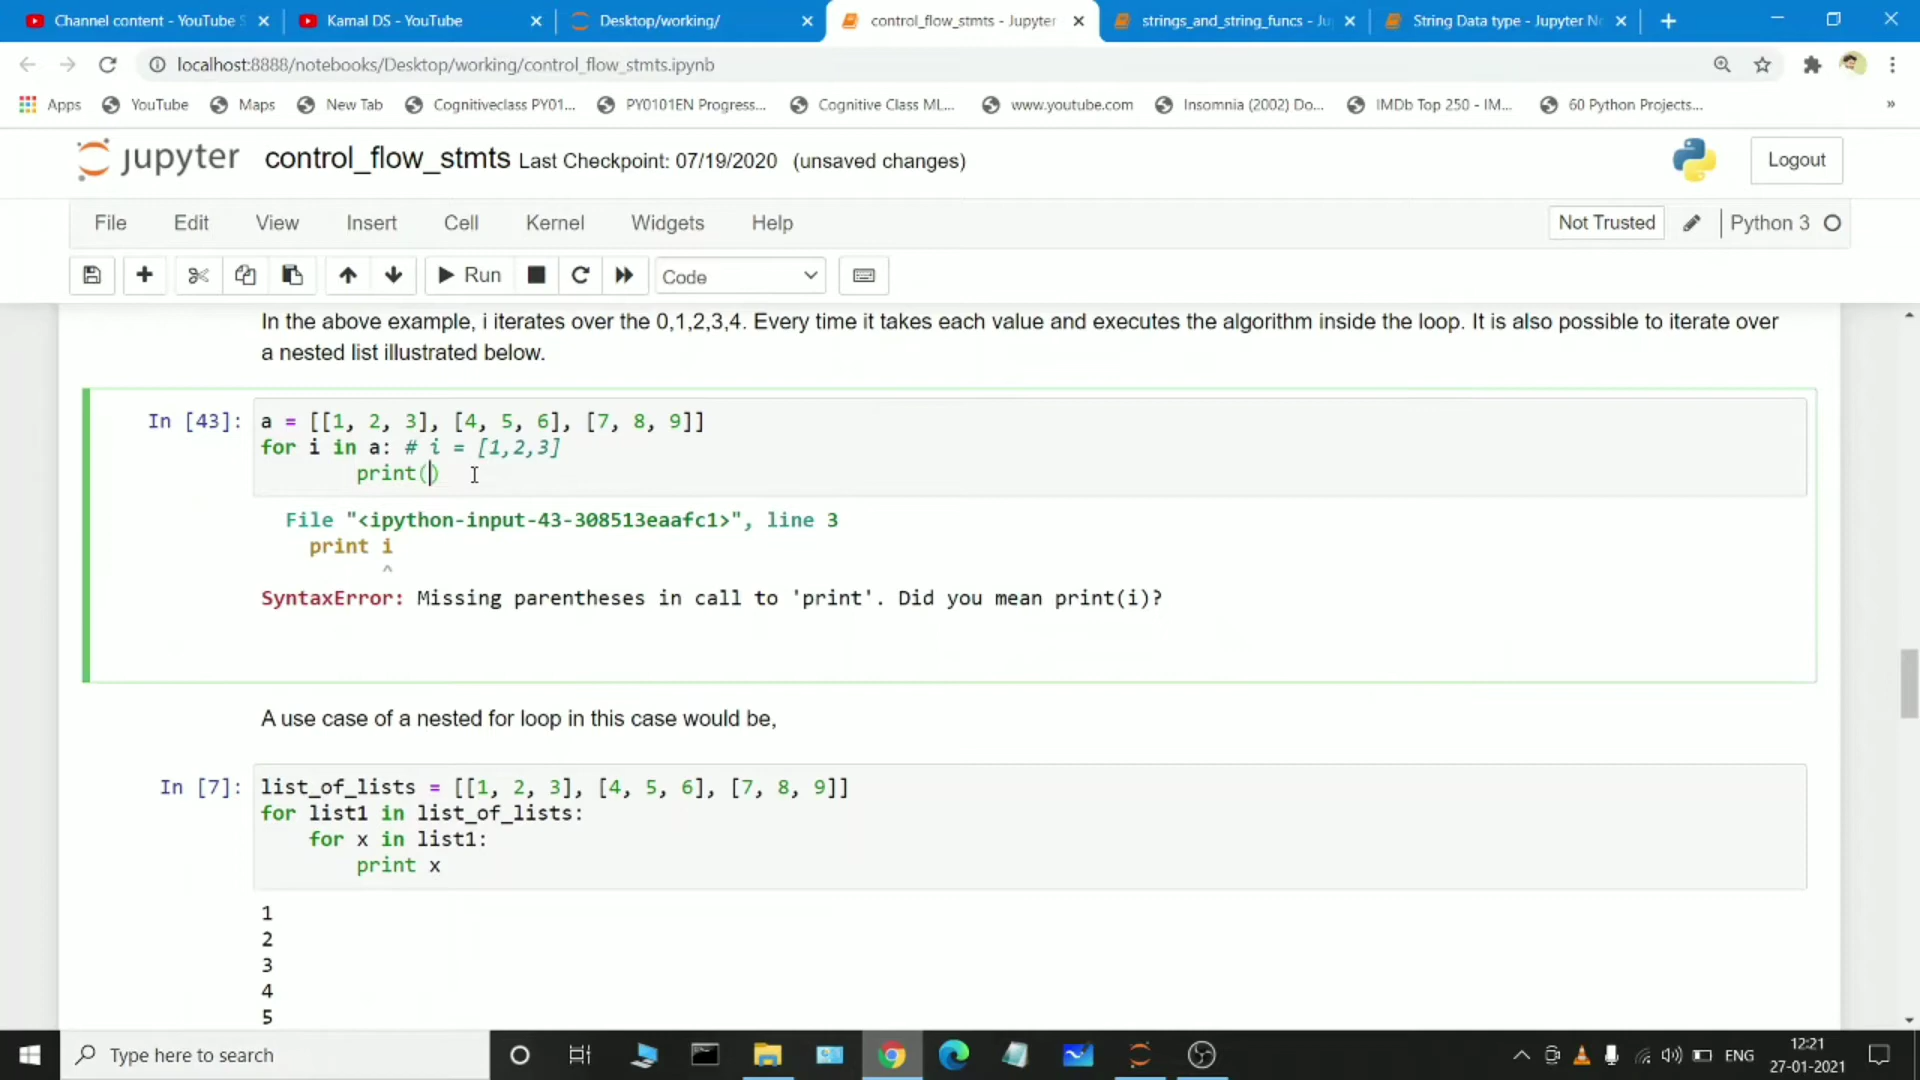 Channel content - YouTube S
Kamal DS - YouTube
Desktop/working/
control_flow_stmts - Jupyter
strings_and_string_funcs - Ju
String Data type - Jupyter No
localhost:8888/notebooks/Desktop/working/control_flow_stmts.ipynb
Apps
YouTube
Maps
New Tab
Cognitiveclass PY01...
PY0101EN Progress...
Cognitive Class ML...
www.youtube.com
Insomnia (2002) Do...
IMDb Top 250 - IM...
60 Python Projects...
»
jupyter control_flow_stmts Last Checkpoint: 07/19/2020 (unsaved changes)
Logout
File Edit View Insert Cell Kernel Widgets Help
Not Trusted
Python 3
Run
Code
In the above example, i iterates over the 0,1,2,3,4. Every time it takes each value and executes the algorithm inside the loop. It is also possible to iterate over
a nested list illustrated below.
In [43]: a = [[1, 2, 3], [4, 5, 6], [7, 8, 9]]
for i in a: # i = [1,2,3]
print()
File "<ipython-input-43-308513eaafc1>", line 3
print i
^
SyntaxError: Missing parentheses in call to 'print'. Did you mean print(i)?
A use case of a nested for loop in this case would be,
In [7]: list_of_lists = [[1, 2, 3], [4, 5, 6], [7, 8, 9]]
for list1 in list_of_lists:
for x in list1:
print x
1
2
3
4
5
Type here to search
ENG
12:21
27-01-2021